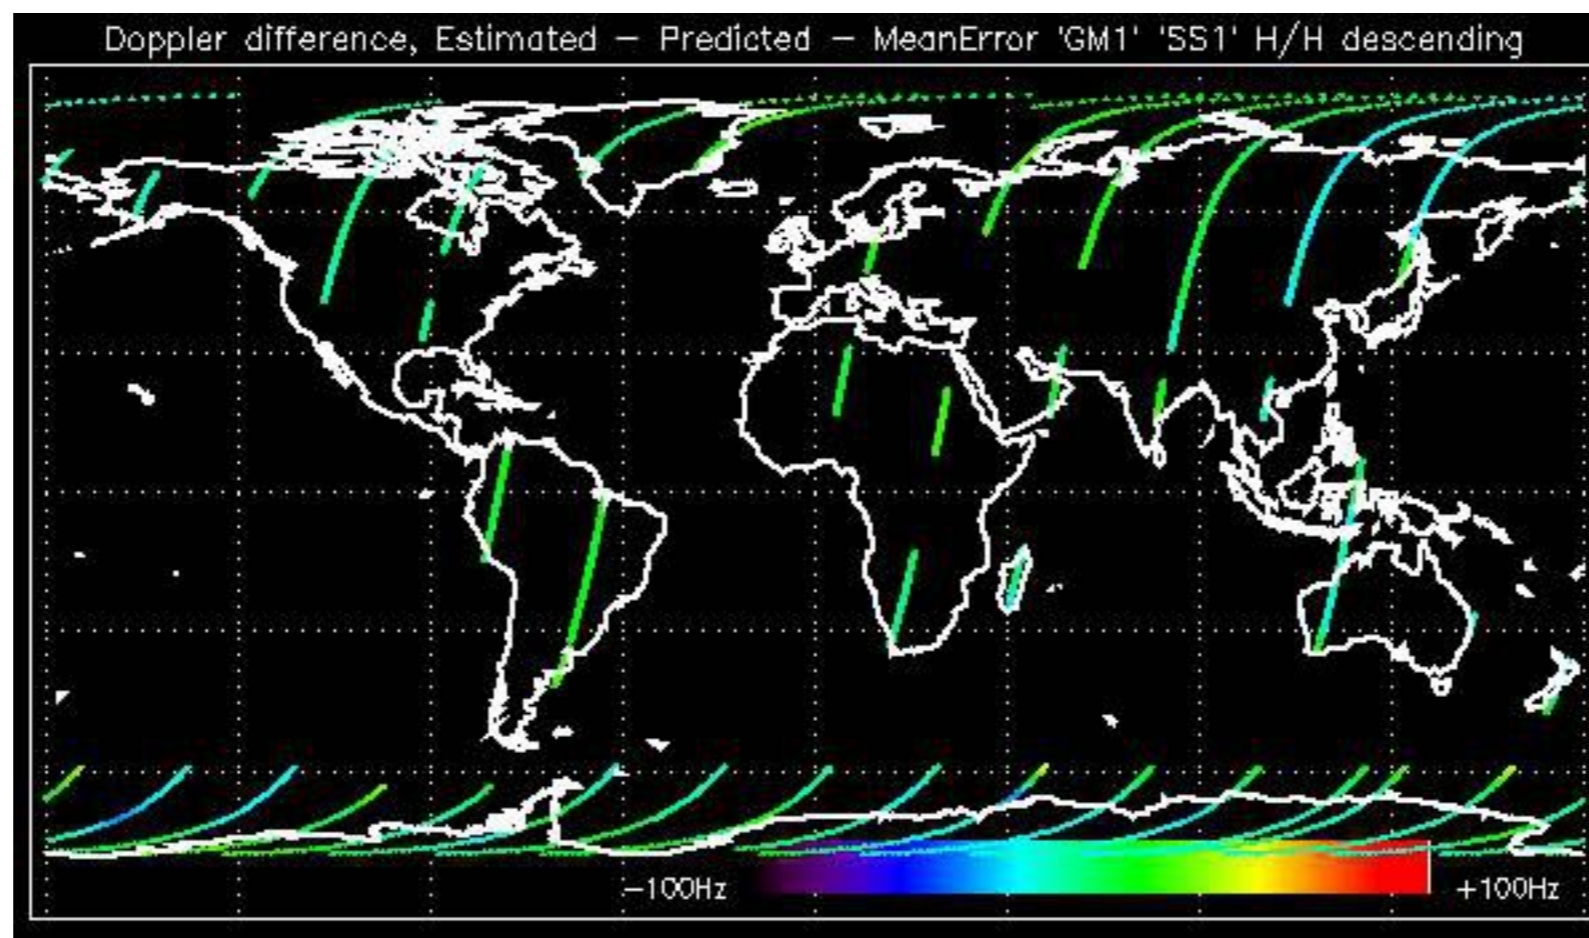 Doppler difference, Estimated – Predicted – MeanError 'GM1' 'SS1' H/H descending
−100Hz +100Hz